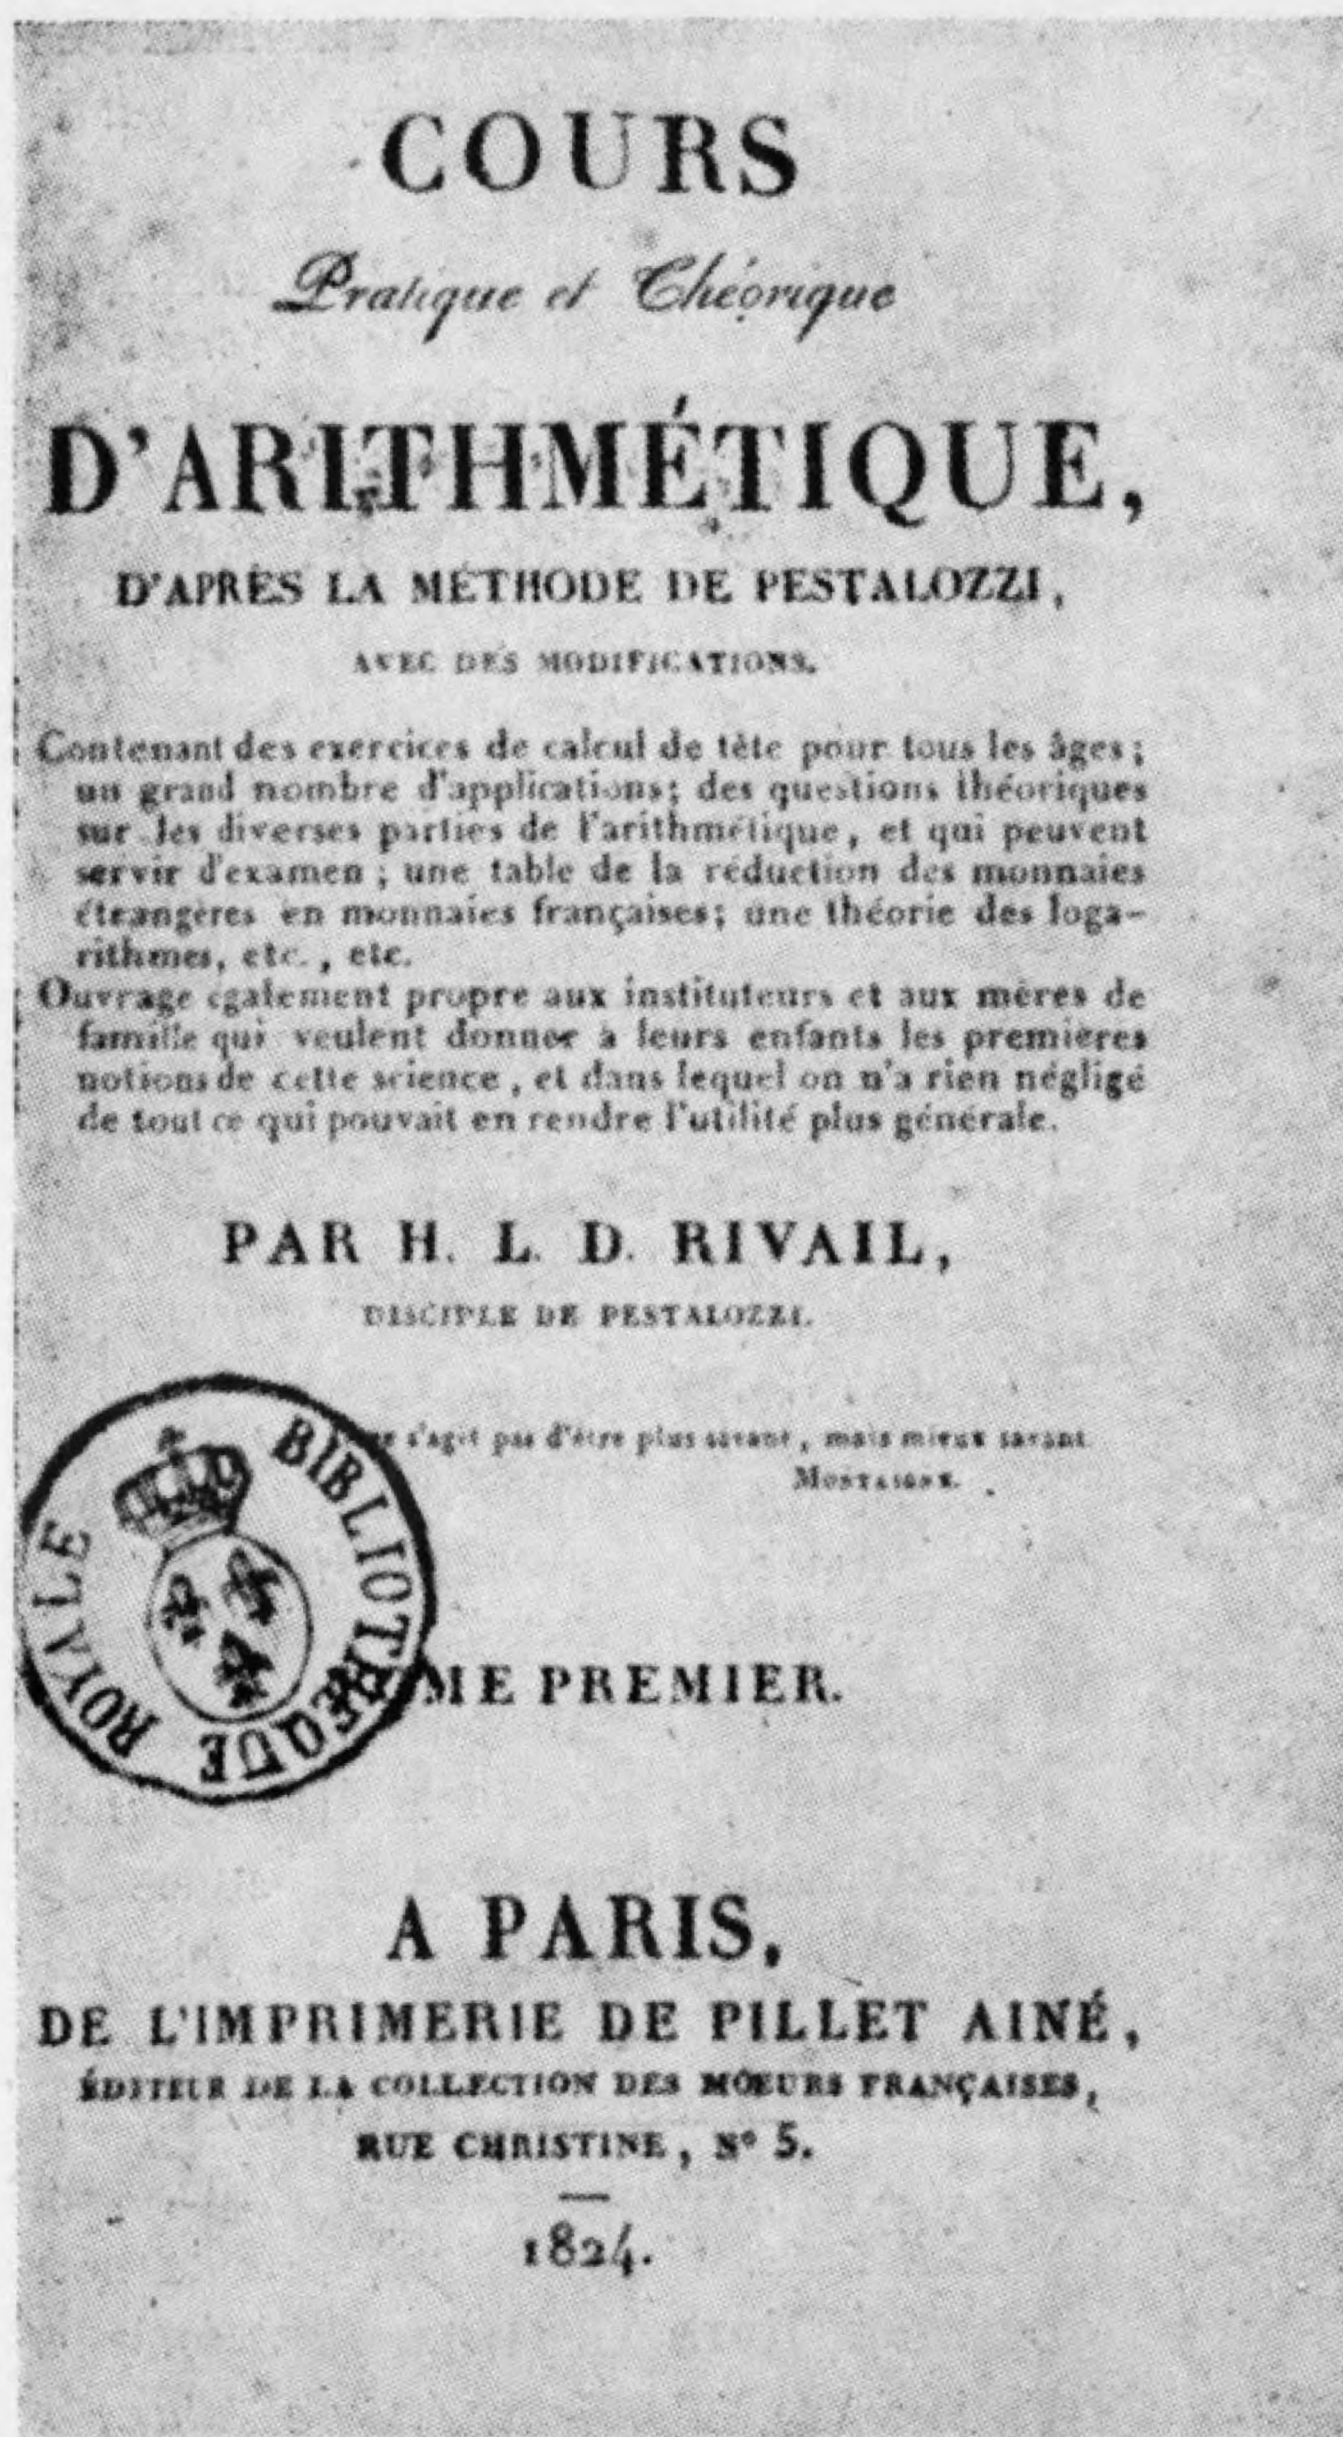 COURS
Pratique et Théorique
D'ARITHMÉTIQUE,
D'APRÈS LA MÉTHODE DE PESTALOZZI,
AVEC DES MODIFICATIONS.
Contenant des exercices de calcul de tête pour tous les âges;
un grand nombre d'applications; des questions théoriques
sur les diverses parties de l'arithmétique, et qui peuvent
servir d'examen; une table de la réduction des monnaies
étrangères en monnaies françaises; une théorie des loga-
rithmes, etc., etc.
Ouvrage également propre aux instituteurs et aux mères de
famille qui veulent donner à leurs enfants les premières
notions de cette science, et dans lequel on n'a rien négligé
de tout ce qui pouvait en rendre l'utilité plus générale.
PAR H. L. D. RIVAIL,
DISCIPLE DE PESTALOZZI.
s'agit pas d'être plus savant, mais mieux savant
MONTAIGNE.
BIBLIOTHÈQUE ROYALE
ME PREMIER.
A PARIS,
DE L'IMPRIMERIE DE PILLET AINÉ,
ÉDITEUR DE LA COLLECTION DES MOEURS FRANÇAISES,
RUE CHRISTINE, N° 5.
1824.